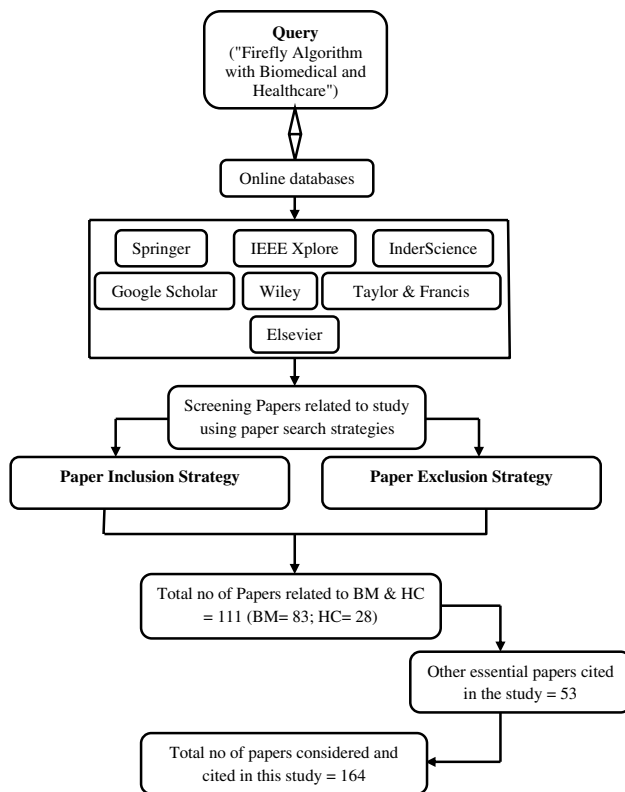 Query
("Firefly Algorithm
with Biomedical and
Healthcare")
Online databases
Springer
IEEE Xplore
InderScience
Google Scholar
Wiley
Taylor & Francis
Elsevier
Screening Papers related to study
using paper search strategies
Paper Inclusion Strategy
Paper Exclusion Strategy
Total no of Papers related to BM & HC
= 111 (BM= 83; HC= 28)
Other essential papers cited
in the study = 53
Total no of papers considered and
cited in this study = 164